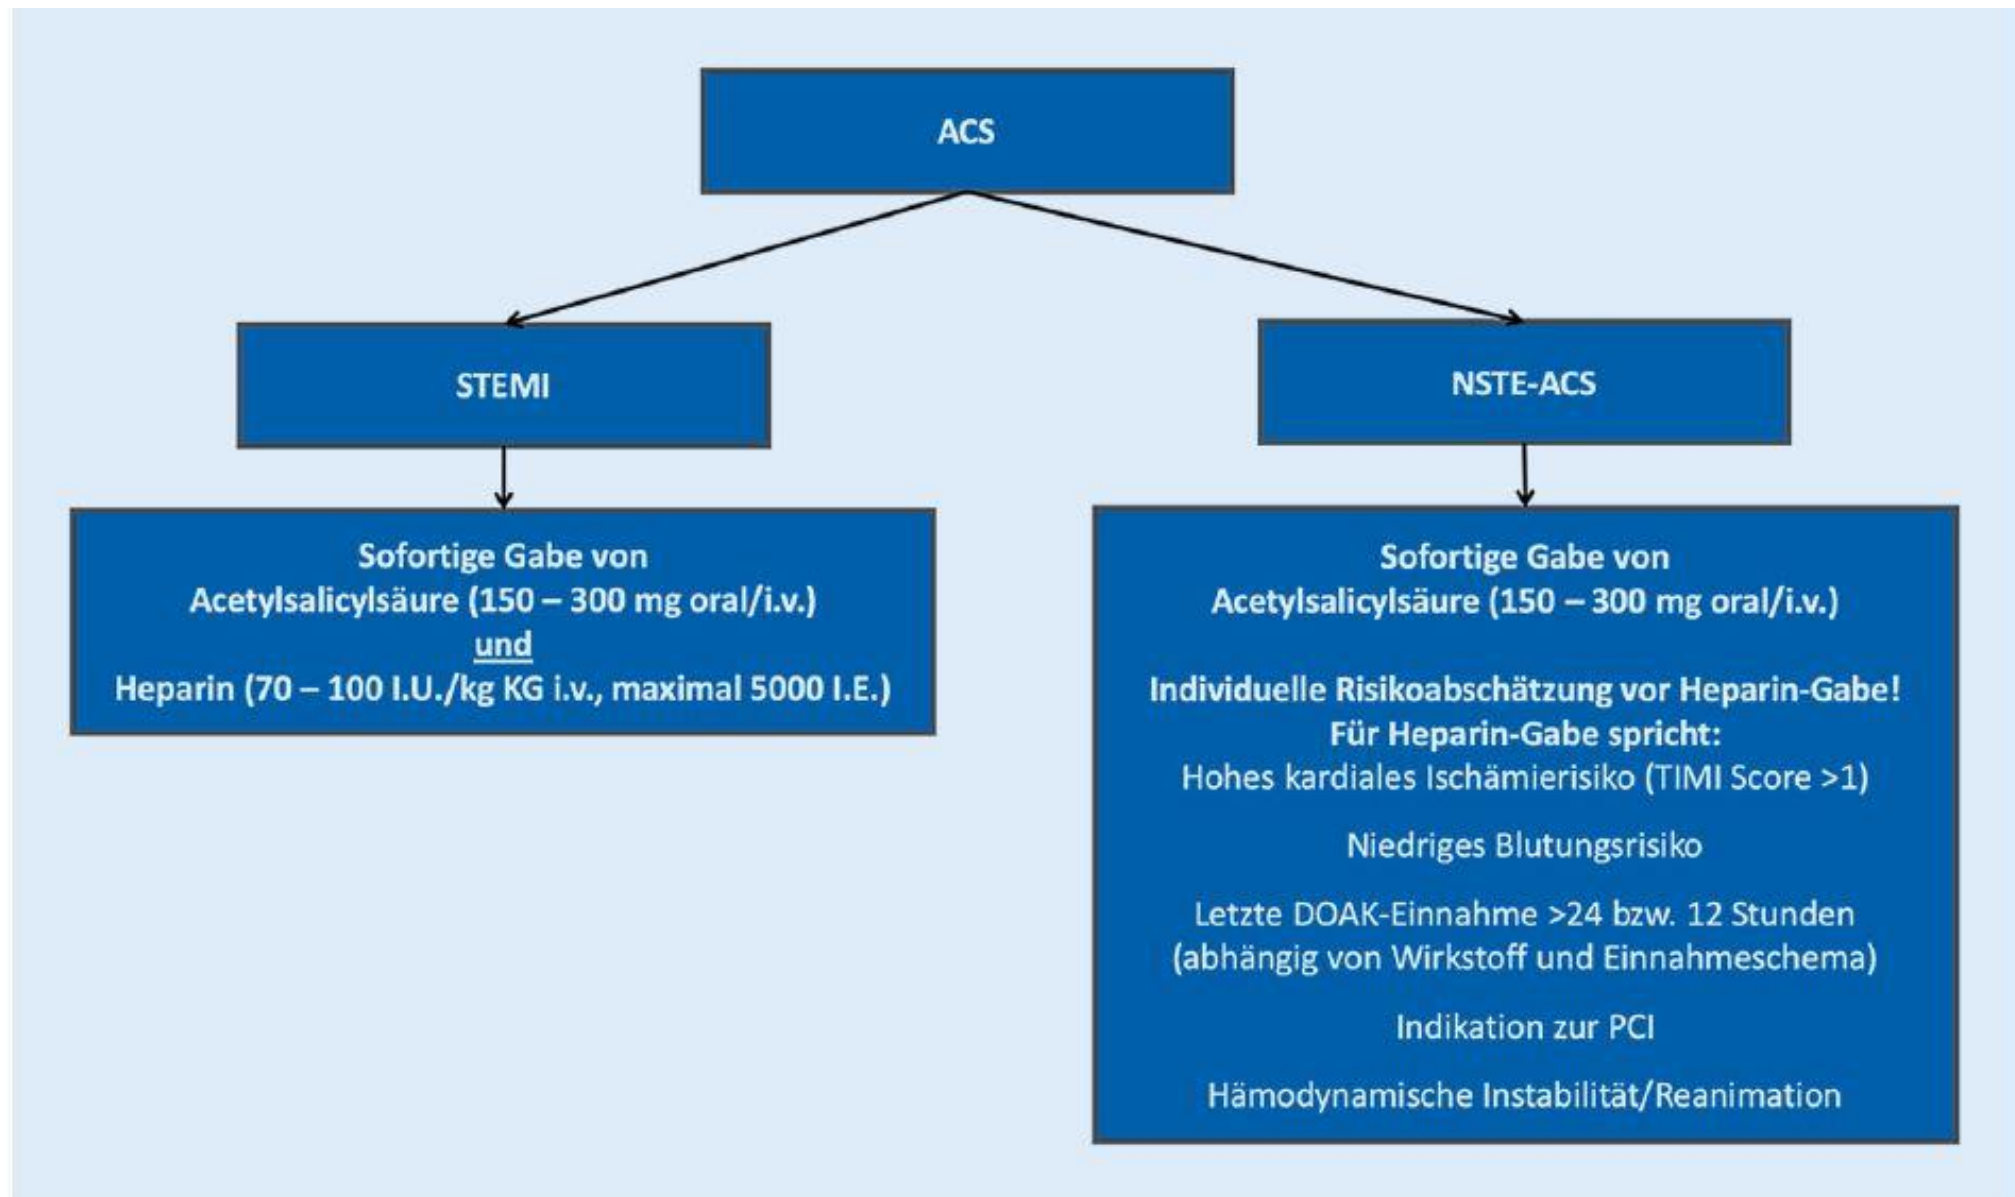 ACS
STEMI
NSTE-ACS
Sofortige Gabe von
Acetylsalicylsäure (150 – 300 mg oral/i.v.)
und
Heparin (70 – 100 I.U./kg KG i.v., maximal 5000 I.E.)
Sofortige Gabe von
Acetylsalicylsäure (150 – 300 mg oral/i.v.)
Individuelle Risikoabschätzung vor Heparin-Gabe!
Für Heparin-Gabe spricht:
Hohes kardiales Ischämierisiko (TIMI Score >1)
Niedriges Blutungsrisiko
Letzte DOAK-Einnahme >24 bzw. 12 Stunden
(abhängig von Wirkstoff und Einnahmeschema)
Indikation zur PCI
Hämodynamische Instabilität/Reanimation